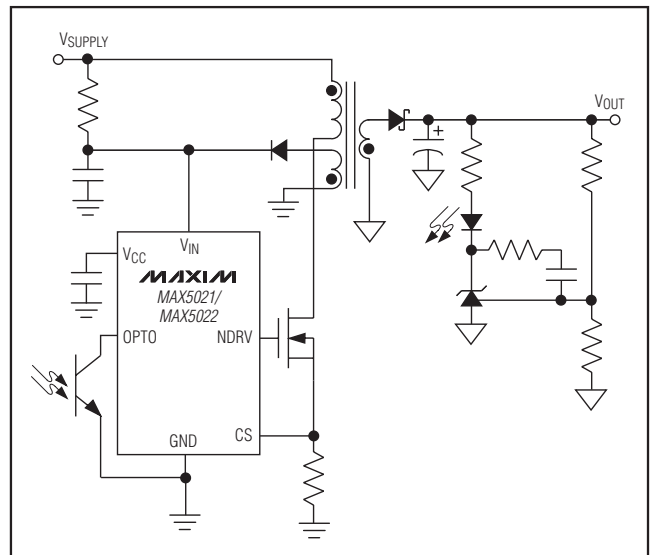 VSUPPLY
VOUT
+
VCC
VIN
MAXIM
MAX5021/
MAX5022
OPTO
NDRV
CS
GND